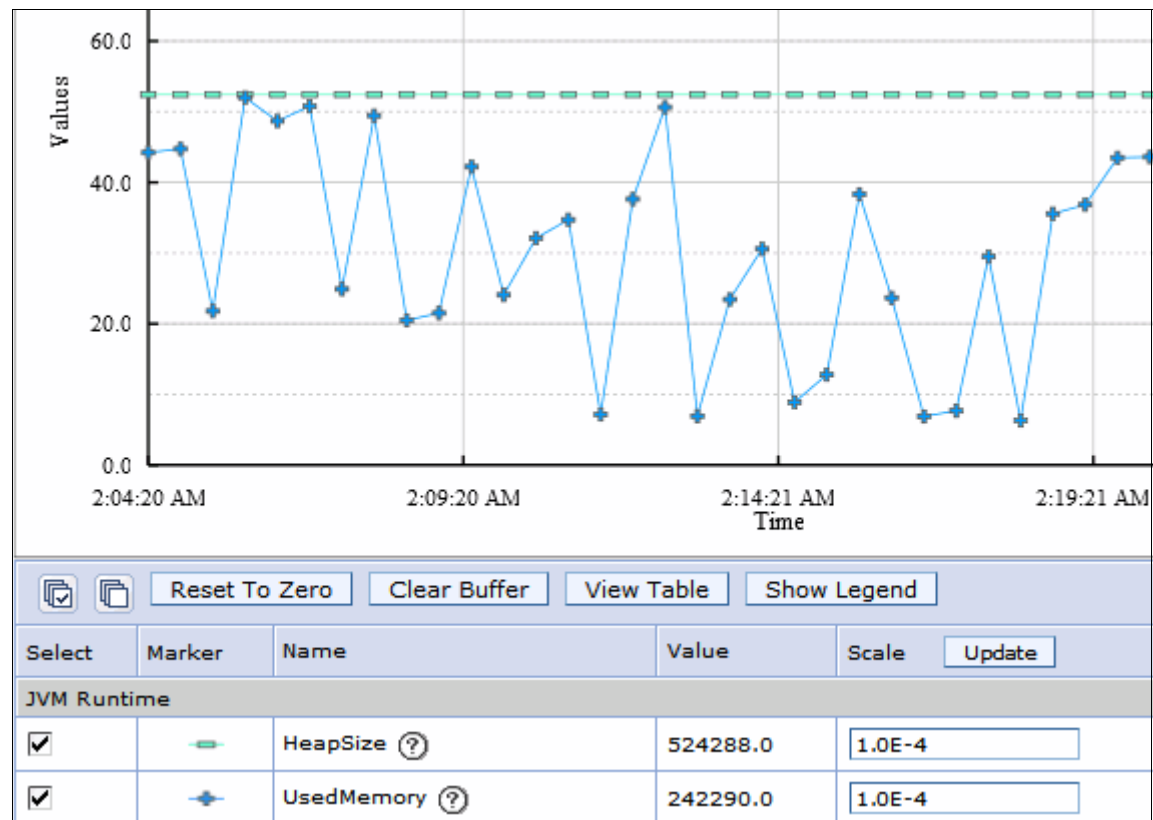 60.0
Values
40.0
20.0
0.0
2:04:20 AM 2:09:20 AM 2:14:21 AM 2:19:21 AM
Time
Reset To Zero Clear Buffer View Table Show Legend
Select Marker Name Value Scale Update
JVM Runtime
HeapSize ? 524288.0 1.0E-4
UsedMemory ? 242290.0 1.0E-4